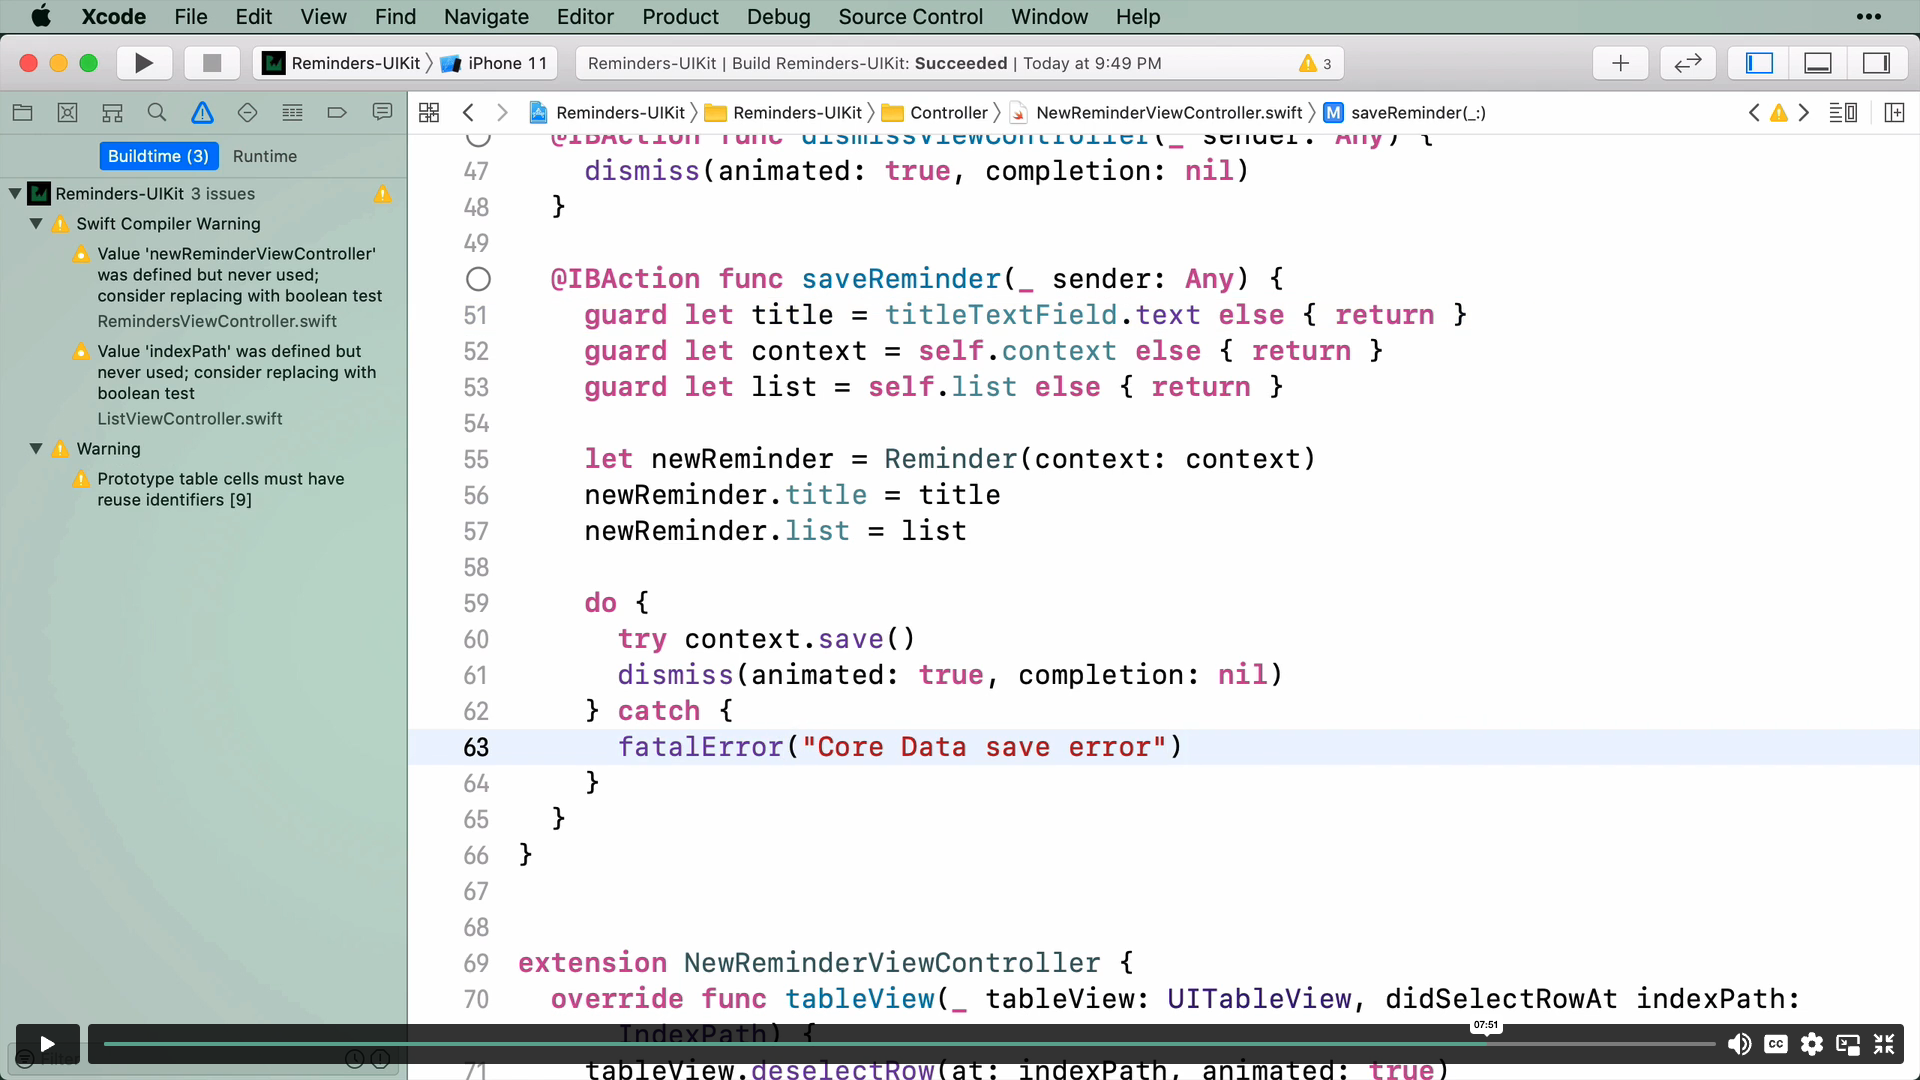 Xcode File Edit View Find Navigate Editor Product Debug Source Control Window Help
Reminders-UIKit iPhone 11 Reminders-UIKit | Build Reminders-UIKit: Succeeded | Today at 9:49 PM 3
Reminders-UIKit Reminders-UIKit Controller NewReminderViewController.swift M saveReminder(_:)
Buildtime (3) Runtime
Reminders-UIKit 3 issues
Swift Compiler Warning
Value 'newReminderViewController'
was defined but never used;
consider replacing with boolean test
RemindersViewController.swift
Value 'indexPath' was defined but
never used; consider replacing with
boolean test
ListViewController.swift
Warning
Prototype table cells must have
reuse identifiers [9]
Filter
@IBAction func dismissViewController(_ sender: Any) {
47 dismiss(animated: true, completion: nil)
48 }
49
@IBAction func saveReminder(_ sender: Any) {
51 guard let title = titleTextField.text else { return }
52 guard let context = self.context else { return }
53 guard let list = self.list else { return }
54
55 let newReminder = Reminder(context: context)
56 newReminder.title = title
57 newReminder.list = list
58
59 do {
60 try context.save()
61 dismiss(animated: true, completion: nil)
62 } catch {
63 fatalError("Core Data save error")
64 }
65 }
66 }
67
68
69 extension NewReminderViewController {
70 override func tableView(_ tableView: UITableView, didSelectRowAt indexPath:
IndexPath) {
71 tableView.deselectRow(at: indexPath, animated: true)
07:51
CC